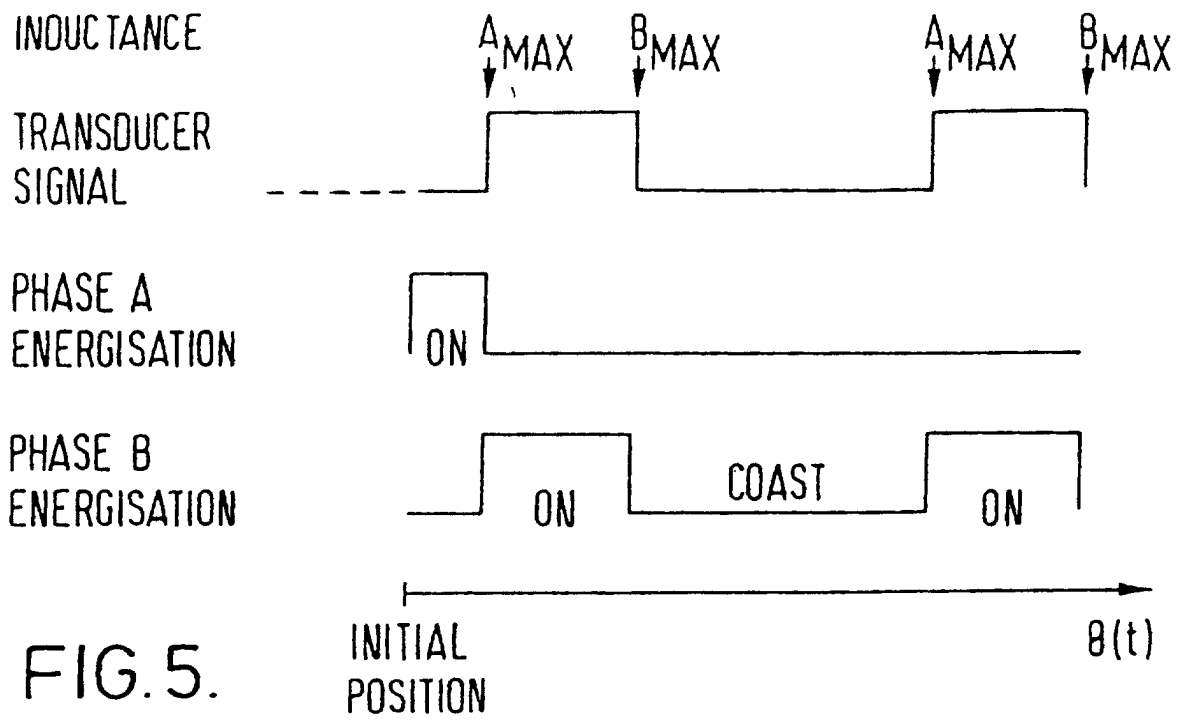 INDUCTANCE
A MAX B MAX A MAX B MAX
TRANSDUCER
SIGNAL
PHASE A
ENERGISATION
ON
PHASE B
ENERGISATION
ON COAST ON
INITIAL
POSITION
θ(t)
FIG. 5.